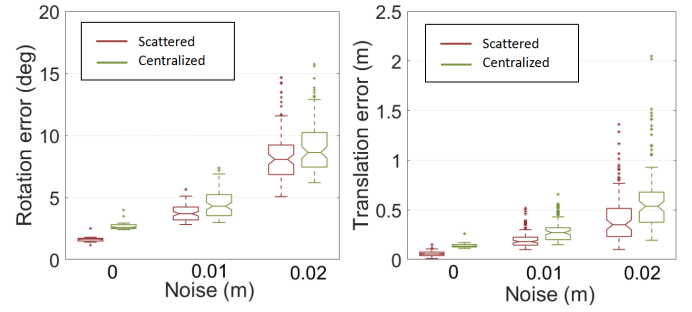 20
15
10
5
0
Rotation error (deg)
Scattered
Centralized
0
0.01
0.02
Noise (m)
2.5
2
1.5
1
0.5
0
Translation error (m)
Scattered
Centralized
0
0.01
0.02
Noise (m)